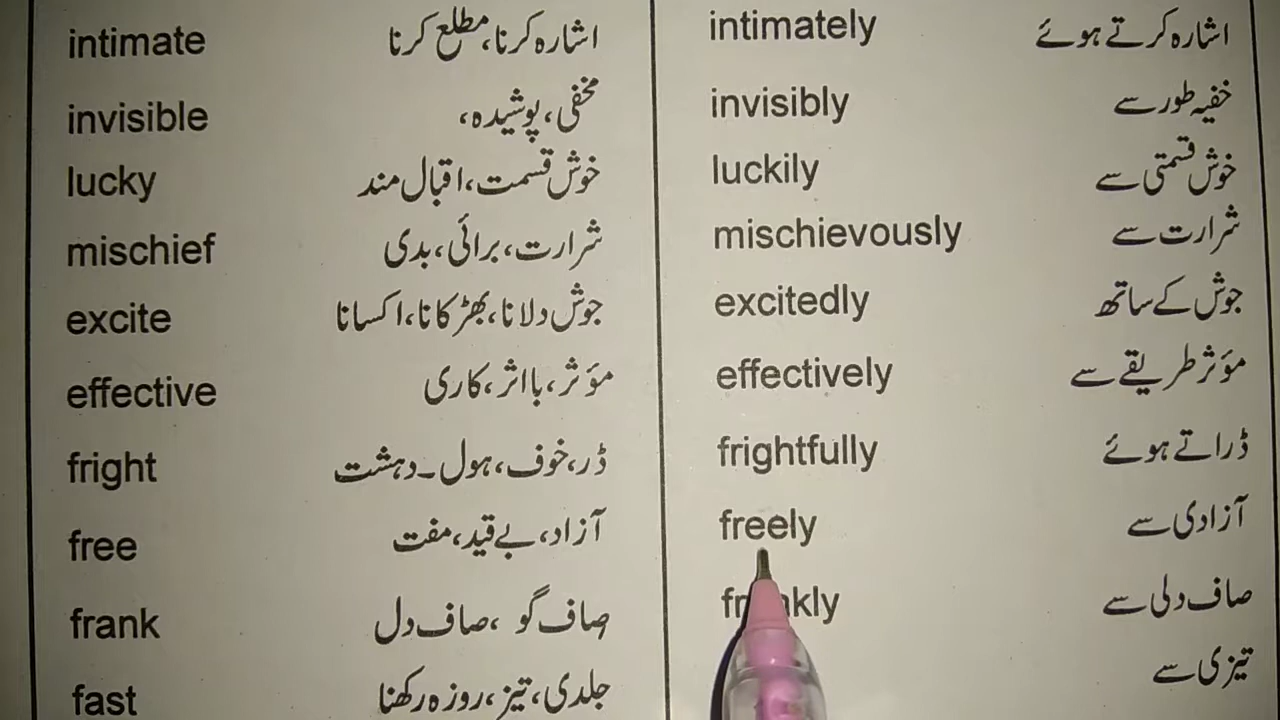 intimate اشارہ کرنا، مطلع کرنا intimately اشارہ کرتے ہوئے
invisible مخفی، پوشیدہ، invisibly خفیہ طور سے
lucky خوش قسمت، اقبال مند luckily خوش قسمتی سے
mischief شرارت، برائی، بدی mischievously شرارت سے
excite جوش دلانا، بھڑکانا، اکسانا excitedly جوش کے ساتھ
effective مؤثر، بااثر، کاری effectively مؤثر طریقے سے
fright ڈر، خوف، ہول۔ دہشت frightfully ڈراتے ہوئے
free آزاد، بے قید، مفت freely آزادی سے
frank صاف گو، صاف دل صاف دلی سے
fast جلدی، تیز، روزہ رکھنا تیزی سے